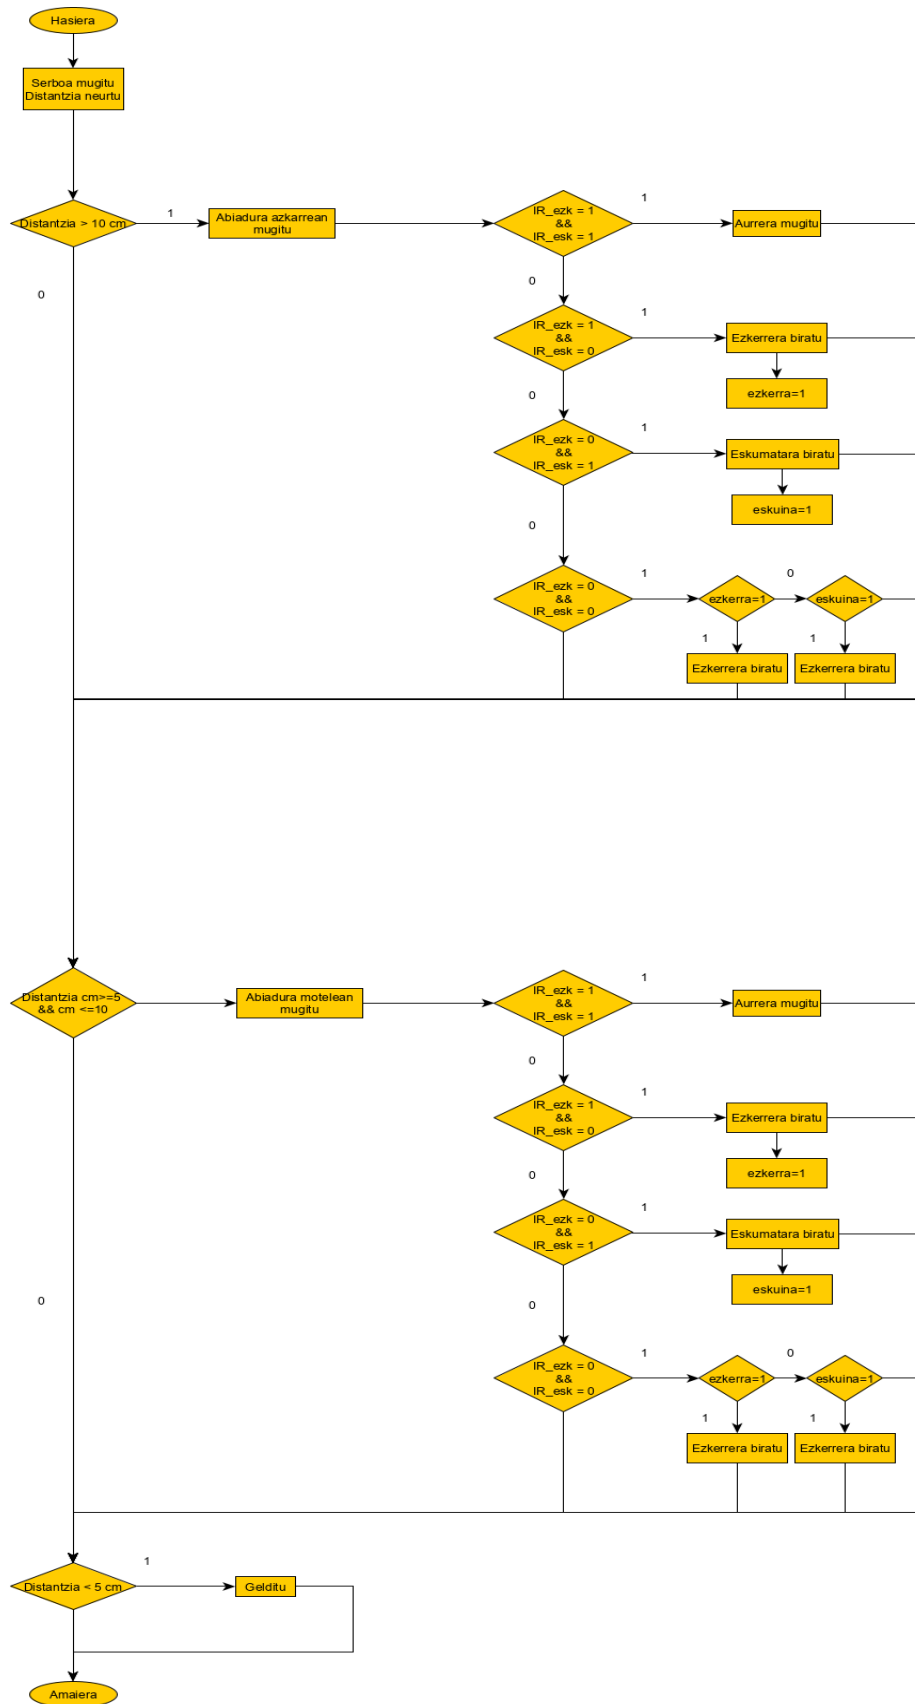 Hasiera
Serboa mugitu
Distantzia neurtu
Distantzia > 10 cm
1
Abiadura azkarrean
mugitu
IR_ezk = 1
&&
IR_esk = 1
1
Aurrera mugitu
0
0
IR_ezk = 1
&&
IR_esk = 0
1
Ezkerrera biratu
ezkerra=1
0
IR_ezk = 0
&&
IR_esk = 1
1
Eskumatara biratu
eskuina=1
0
IR_ezk = 0
&&
IR_esk = 0
1
ezkerra=1
0
eskuina=1
1
1
Ezkerrera biratu
Ezkerrera biratu
Distantzia cm>=5
&& cm <=10
Abiadura motelean
mugitu
IR_ezk = 1
&&
IR_esk = 1
1
Aurrera mugitu
0
IR_ezk = 1
&&
IR_esk = 0
1
Ezkerrera biratu
ezkerra=1
0
IR_ezk = 0
&&
IR_esk = 1
1
Eskumatara biratu
eskuina=1
0
0
IR_ezk = 0
&&
IR_esk = 0
1
ezkerra=1
0
eskuina=1
1
1
Ezkerrera biratu
Ezkerrera biratu
Distantzia < 5 cm
1
Gelditu
Amaiera